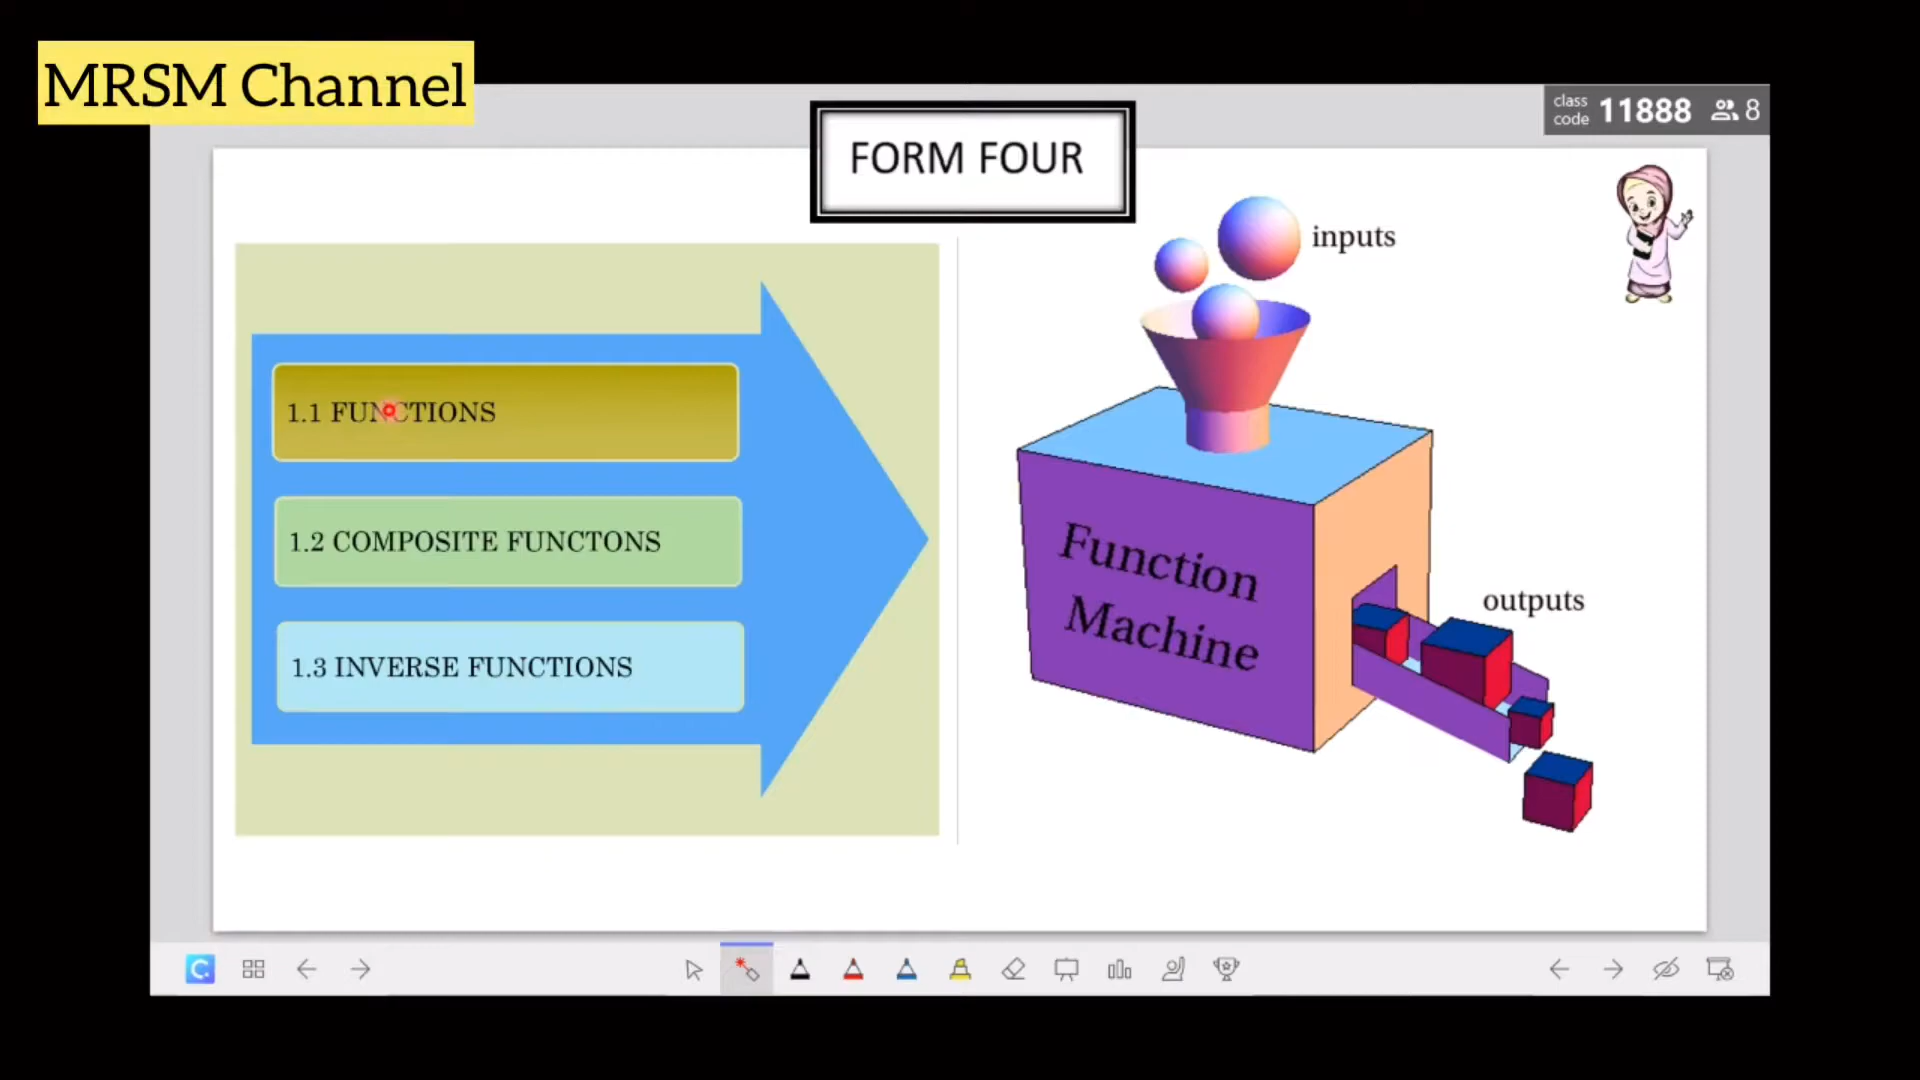 MRSM Channel
class
code 11888 8
FORM FOUR
inputs
1.1 FUNCTIONS
1.2 COMPOSITE FUNCTONS
1.3 INVERSE FUNCTIONS
Function
Machine
outputs